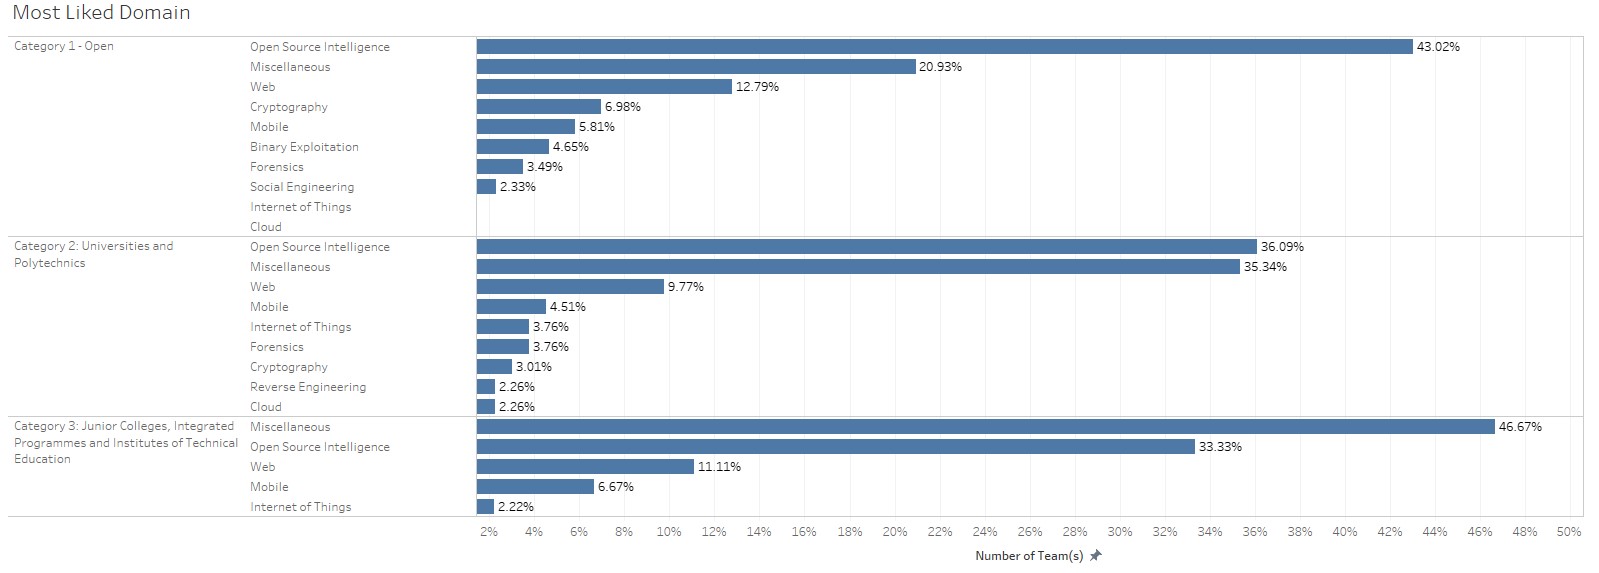 Most Liked Domain
Category 1 - Open
Open Source Intelligence 43.02%
Miscellaneous 20.93%
Web 12.79%
Cryptography 6.98%
Mobile 5.81%
Binary Exploitation 4.65%
Forensics 3.49%
Social Engineering 2.33%
Internet of Things
Cloud
Category 2: Universities and
Polytechnics
Open Source Intelligence 36.09%
Miscellaneous 35.34%
Web 9.77%
Mobile 4.51%
Internet of Things 3.76%
Forensics 3.76%
Cryptography 3.01%
Reverse Engineering 2.26%
Cloud 2.26%
Category 3: Junior Colleges, Integrated
Programmes and Institutes of Technical
Education
Miscellaneous 46.67%
Open Source Intelligence 33.33%
Web 11.11%
Mobile 6.67%
Internet of Things 2.22%
2% 4% 6% 8% 10% 12% 14% 16% 18% 20% 22% 24% 26% 28% 30% 32% 34% 36% 38% 40% 42% 44% 46% 48% 50%
Number of Team(s)